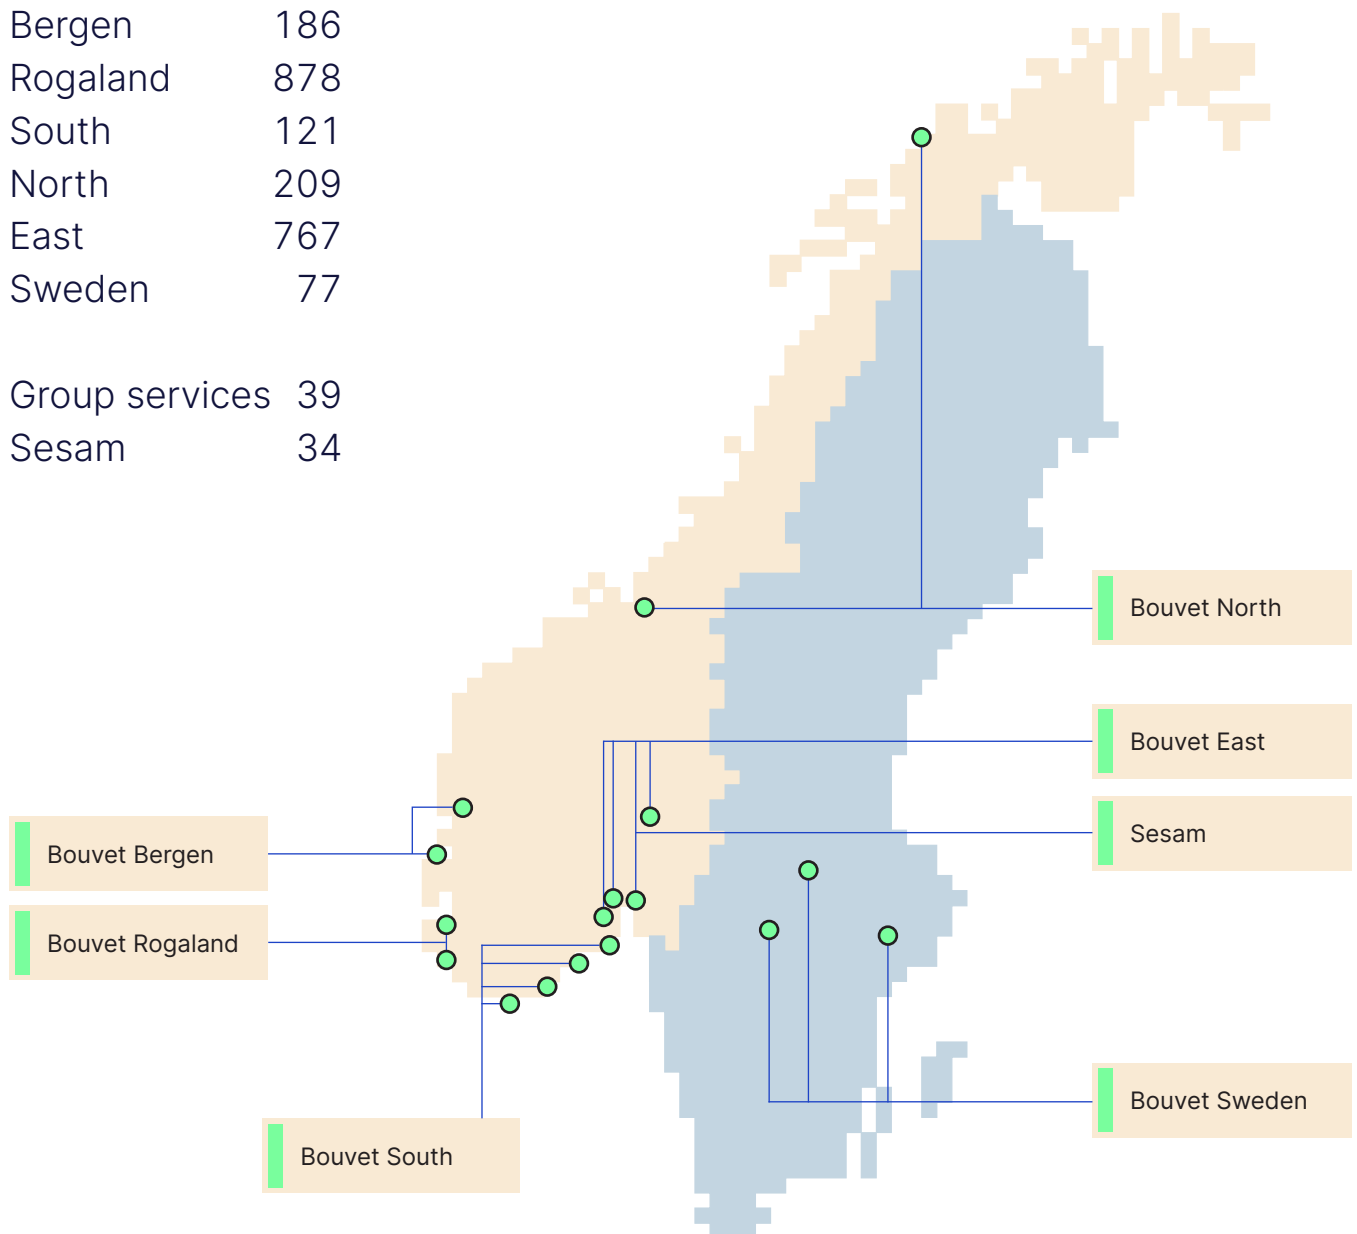 Bergen 186
Rogaland 878
South 121
North 209
East 767
Sweden 77
Group services 39
Sesam 34
Bouvet North
Bouvet East
Sesam
Bouvet Bergen
Bouvet Rogaland
Bouvet Sweden
Bouvet South